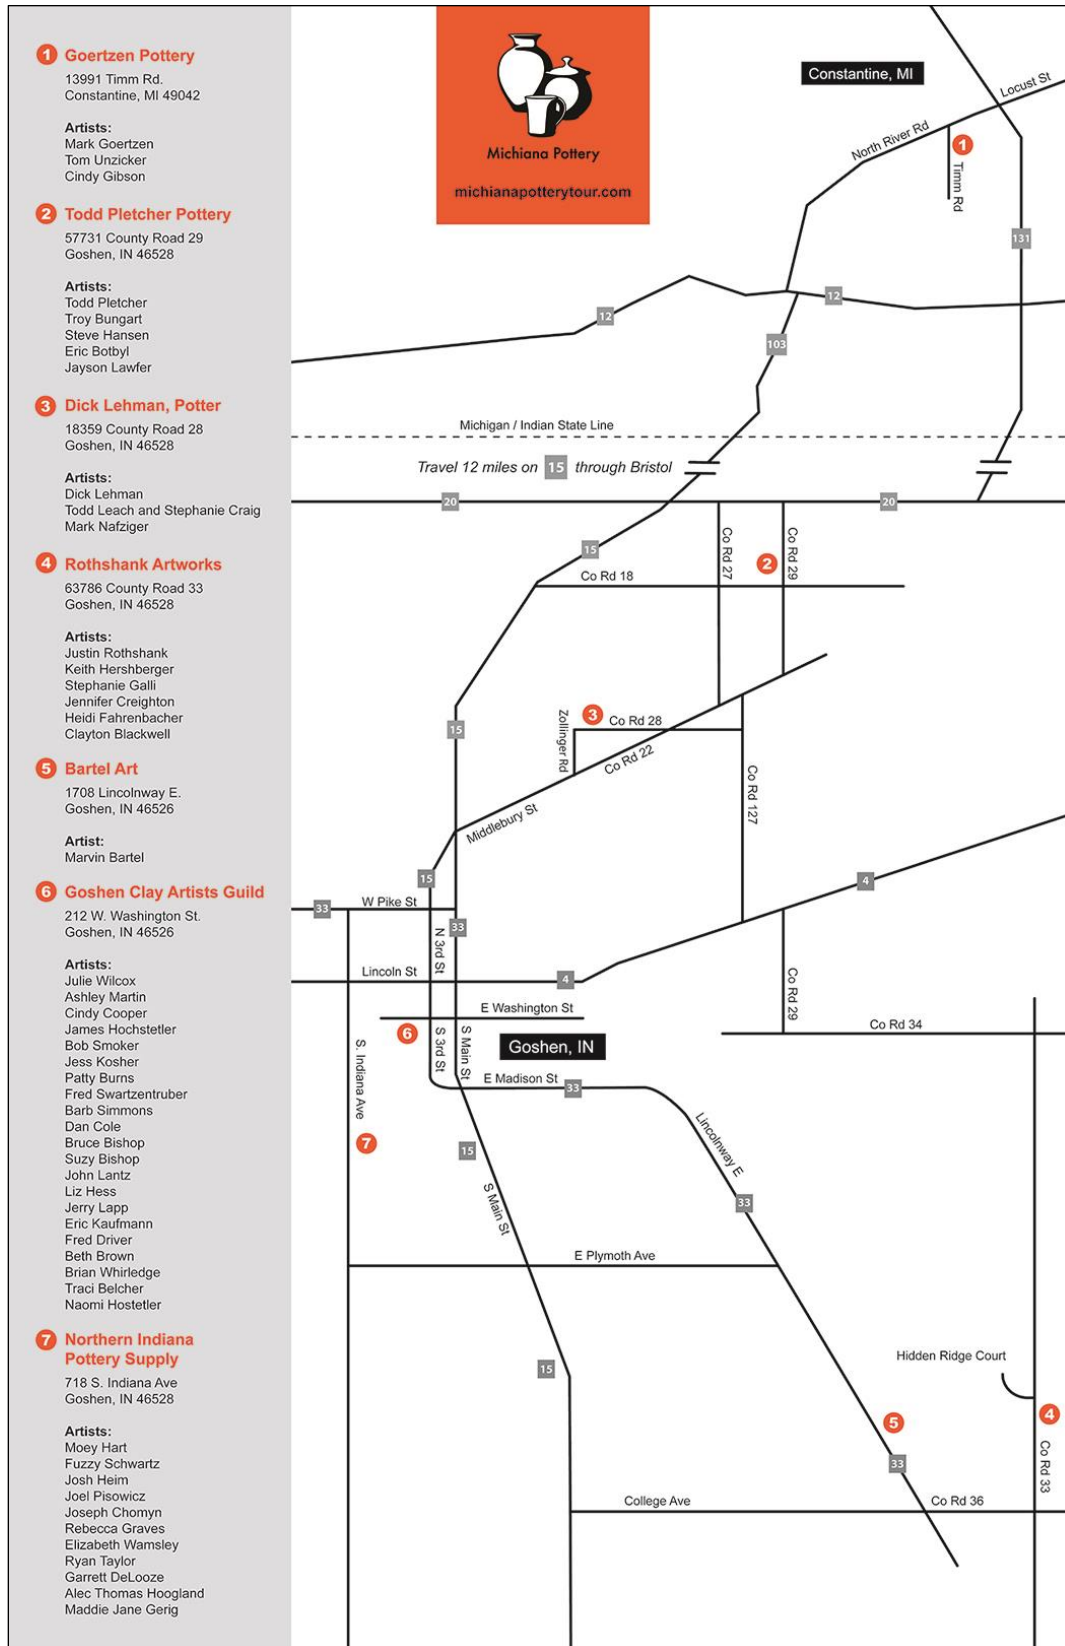 1 Goertzen Pottery
13991 Timm Rd.
Constantine, MI 49042
Artists:
Mark Goertzen
Tom Unzicker
Cindy Gibson
2 Todd Pletcher Pottery
57731 County Road 29
Goshen, IN 46528
Artists:
Todd Pletcher
Troy Bungart
Steve Hansen
Eric Botbyl
Jayson Lawfer
3 Dick Lehman, Potter
18359 County Road 28
Goshen, IN 46528
Artists:
Dick Lehman
Todd Leach and Stephanie Craig
Mark Nafziger
4 Rothshank Artworks
63786 County Road 33
Goshen, IN 46528
Artists:
Justin Rothshank
Keith Hershberger
Stephanie Galli
Jennifer Creighton
Heidi Fahrenbacher
Clayton Blackwell
5 Bartel Art
1708 Lincolnway E.
Goshen, IN 46526
Artist:
Marvin Bartel
6 Goshen Clay Artists Guild
212 W. Washington St.
Goshen, IN 46526
Artists:
Julie Wilcox
Ashley Martin
Cindy Cooper
James Hochstetler
Bob Smoker
Jess Kosher
Patty Burns
Fred Swartzentruber
Barb Simmons
Dan Cole
Bruce Bishop
Suzy Bishop
John Lantz
Liz Hess
Jerry Lapp
Eric Kaufmann
Fred Driver
Beth Brown
Brian Whirledge
Traci Belcher
Naomi Hostetler
7 Northern Indiana
Pottery Supply
718 S. Indiana Ave
Goshen, IN 46528
Artists:
Moey Hart
Fuzzy Schwartz
Josh Heim
Joel Pisowicz
Joseph Chomyn
Rebecca Graves
Elizabeth Wamsley
Ryan Taylor
Garrett DeLooze
Alec Thomas Hoogland
Maddie Jane Gerig
Michiana Pottery
michianapotterytour.com
Constantine, MI
Locust St
North River Rd
1
Timm Rd
131
12
12
103
Michigan / Indian State Line
Travel 12 miles on 15 through Bristol
20
20
15
Co Rd 27
2
Co Rd 29
Co Rd 18
3
Zollinger Rd
Co Rd 28
15
Co Rd 22
Co Rd 127
Middlebury St
15
4
33
W Pike St
33
N 3rd St
Lincoln St
4
Co Rd 29
E Washington St
6
S 3rd St
S Main St
Goshen, IN
Co Rd 34
S. Indiana Ave
E Madison St
33
7
15
Lincolnway E
S Main St
33
E Plymoth Ave
15
Hidden Ridge Court
5
4
33
Co Rd 33
College Ave
Co Rd 36